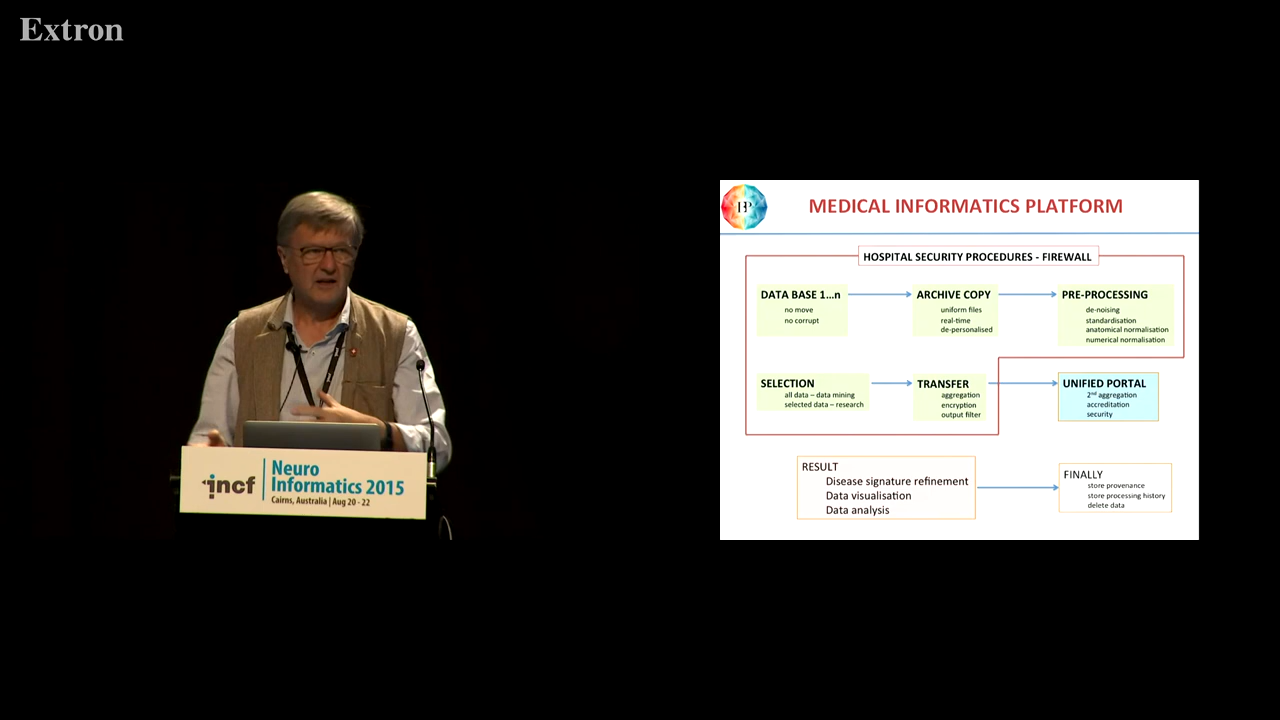 Extron
incf
Neuro
Informatics 2015
Cairns, Australia | Aug 20 - 22
MEDICAL INFORMATICS PLATFORM
HOSPITAL SECURITY PROCEDURES - FIREWALL
DATA BASE 1...n
no move
no corrupt
ARCHIVE COPY
uniform files
real-time
de-personalised
PRE-PROCESSING
de-noising
standardisation
anatomical normalisation
numerical normalisation
SELECTION
all data – data mining
selected data – research
TRANSFER
aggregation
encryption
output filter
UNIFIED PORTAL
2nd aggregation
accreditation
security
RESULT
Disease signature refinement
Data visualisation
Data analysis
FINALLY
store provenance
store processing history
delete data